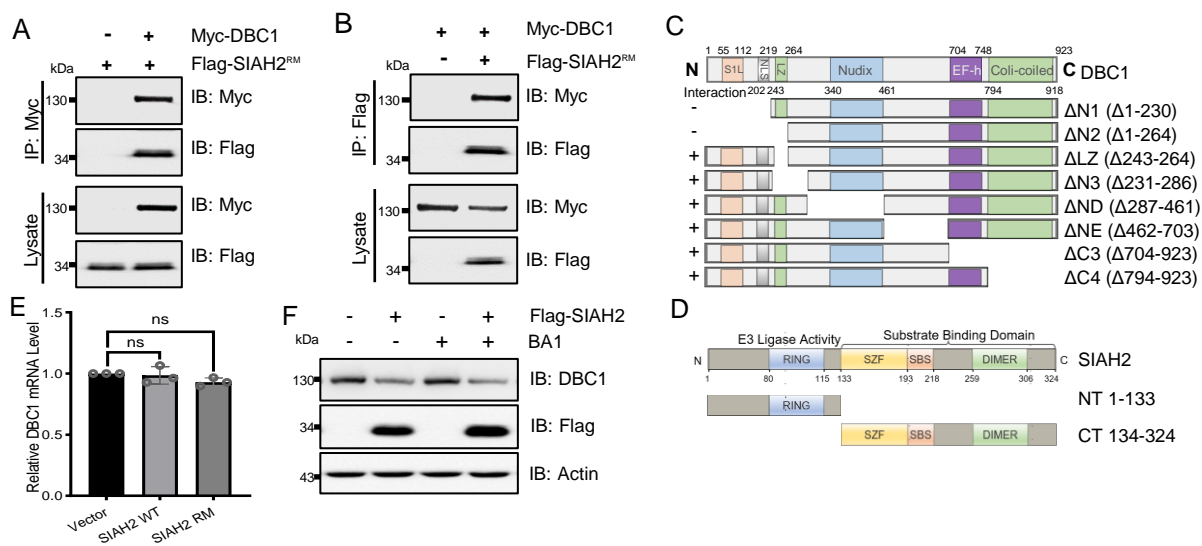 A
- + Myc-DBC1
+ + Flag-SIAH2RM
kDa
IP: Myc
130 IB: Myc
34 IB: Flag
Lysate
130 IB: Myc
34 IB: Flag
B
+ + Myc-DBC1
- + Flag-SIAH2RM
kDa
IP: Flag
130 IB: Myc
34 IB: Flag
Lysate
130 IB: Myc
34 IB: Flag
C
1 55 112 219 264 704 748 923
N S1L NLS LZ Nudix EF-h Coli-coiled C DBC1
Interaction 202 243 340 461 794 918
- ΔN1 (Δ1-230)
- ΔN2 (Δ1-264)
+ ΔLZ (Δ243-264)
+ ΔN3 (Δ231-286)
+ ΔND (Δ287-461)
+ ΔNE (Δ462-703)
+ ΔC3 (Δ704-923)
+ ΔC4 (Δ794-923)
D
E3 Ligase Activity Substrate Binding Domain
N RING SZF SBS DIMER C SIAH2
1 80 115 133 193 218 259 306 324
RING NT 1-133
SZF SBS DIMER CT 134-324
E
Relative DBC1 mRNA Level
1.5
1.0
0.5
0.0
ns
ns
Vector
SIAH2 WT
SIAH2 RM
F
- + - + Flag-SIAH2
- - + + BA1
kDa
130 IB: DBC1
34 IB: Flag
43 IB: Actin